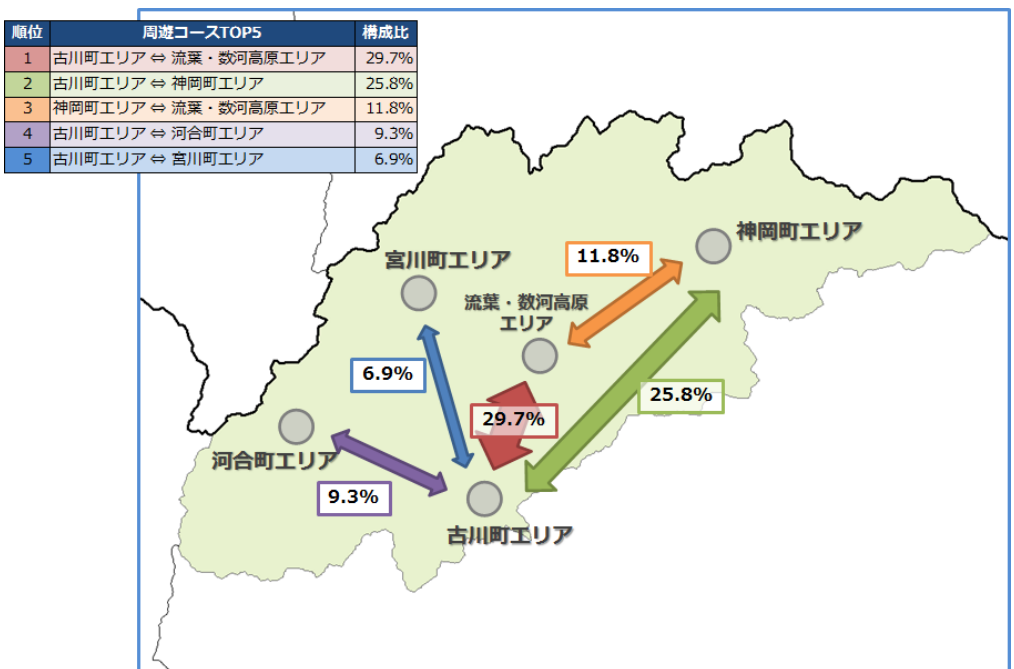 順位 周遊コースTOP5 構成比
1 古川町エリア ⇔ 流葉・数河高原エリア 29.7%
2 古川町エリア ⇔ 神岡町エリア 25.8%
3 神岡町エリア ⇔ 流葉・数河高原エリア 11.8%
4 古川町エリア ⇔ 河合町エリア 9.3%
5 古川町エリア ⇔ 宮川町エリア 6.9%
神岡町エリア
11.8%
宮川町エリア
流葉・数河高原
エリア
6.9%
25.8%
29.7%
河合町エリア
9.3%
古川町エリア